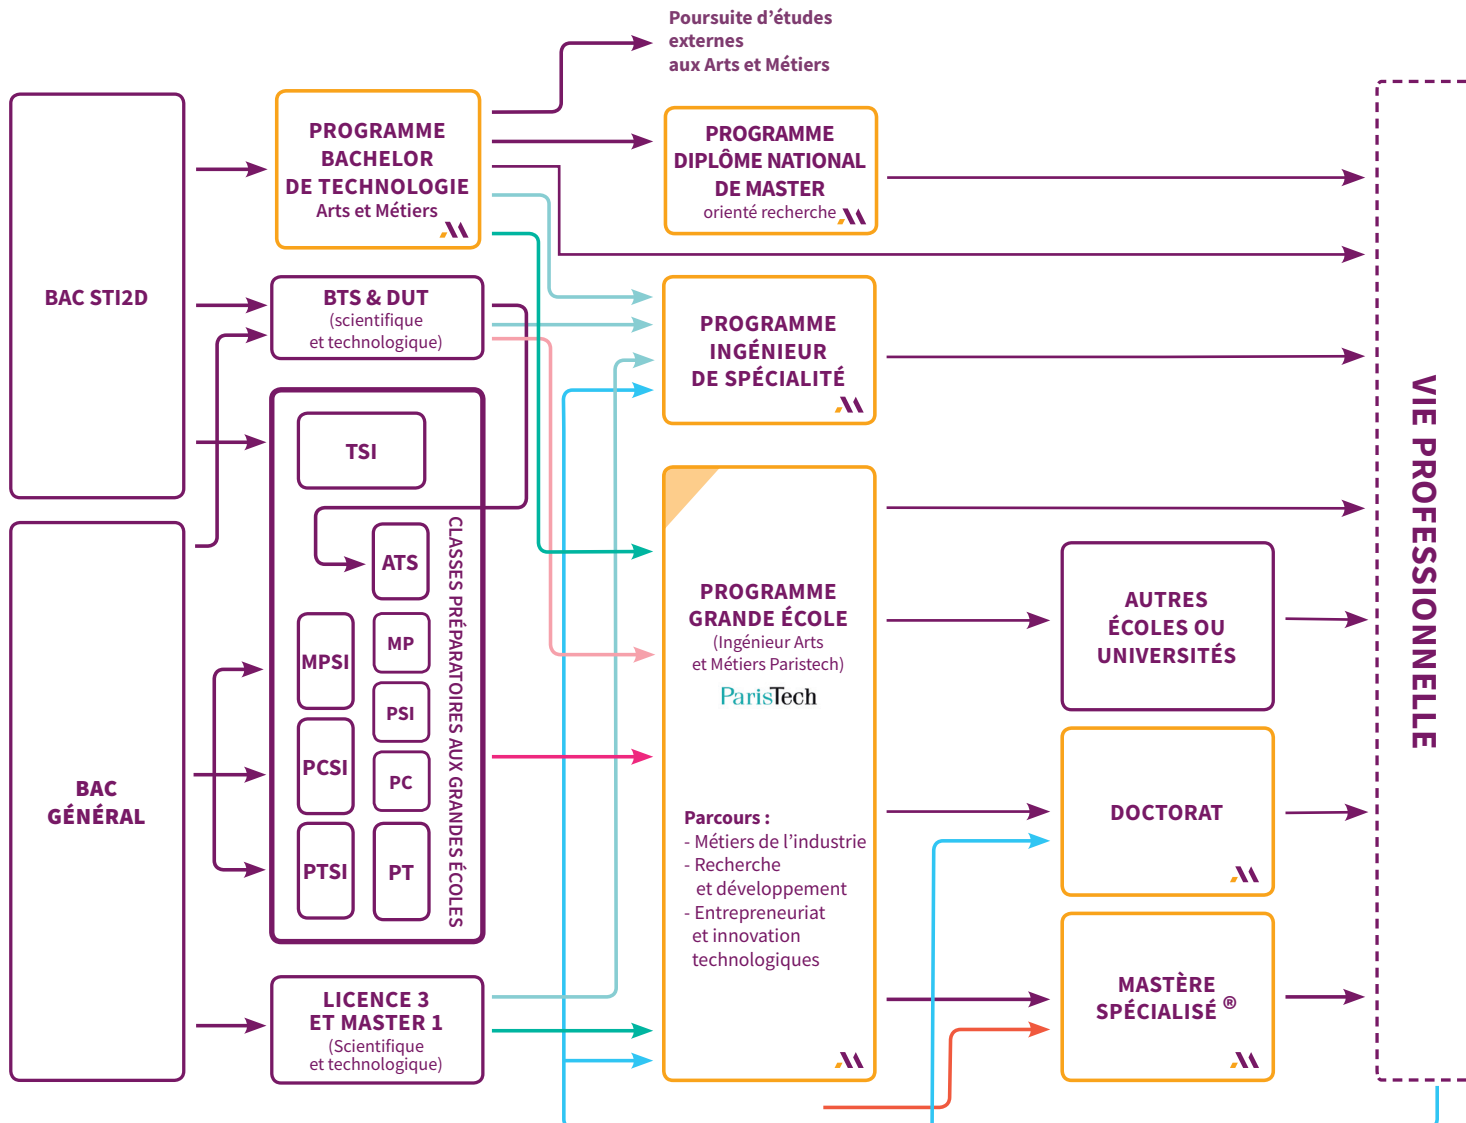 Poursuite d’études
externes
aux Arts et Métiers
BAC STI2D
BAC
GÉNÉRAL
PROGRAMME
BACHELOR
DE TECHNOLOGIE
Arts et Métiers
BTS & DUT
(scientifique
et technologique)
TSI
ATS
MPSI
MP
PSI
PCSI
PC
PTSI
PT
CLASSES PRÉPARATOIRES AUX GRANDES ÉCOLES
LICENCE 3
ET MASTER 1
(Scientifique
et technologique)
PROGRAMME
DIPLÔME NATIONAL
DE MASTER
orienté recherche
PROGRAMME
INGÉNIEUR
DE SPÉCIALITÉ
PROGRAMME
GRANDE ÉCOLE
(Ingénieur Arts
et Métiers Paristech)
ParisTech
Parcours :
- Métiers de l’industrie
- Recherche
et développement
- Entrepreneuriat
et innovation
technologiques
AUTRES
ÉCOLES OU
UNIVERSITÉS
DOCTORAT
MASTÈRE
SPÉCIALISÉ ®
VIE PROFESSIONNELLE